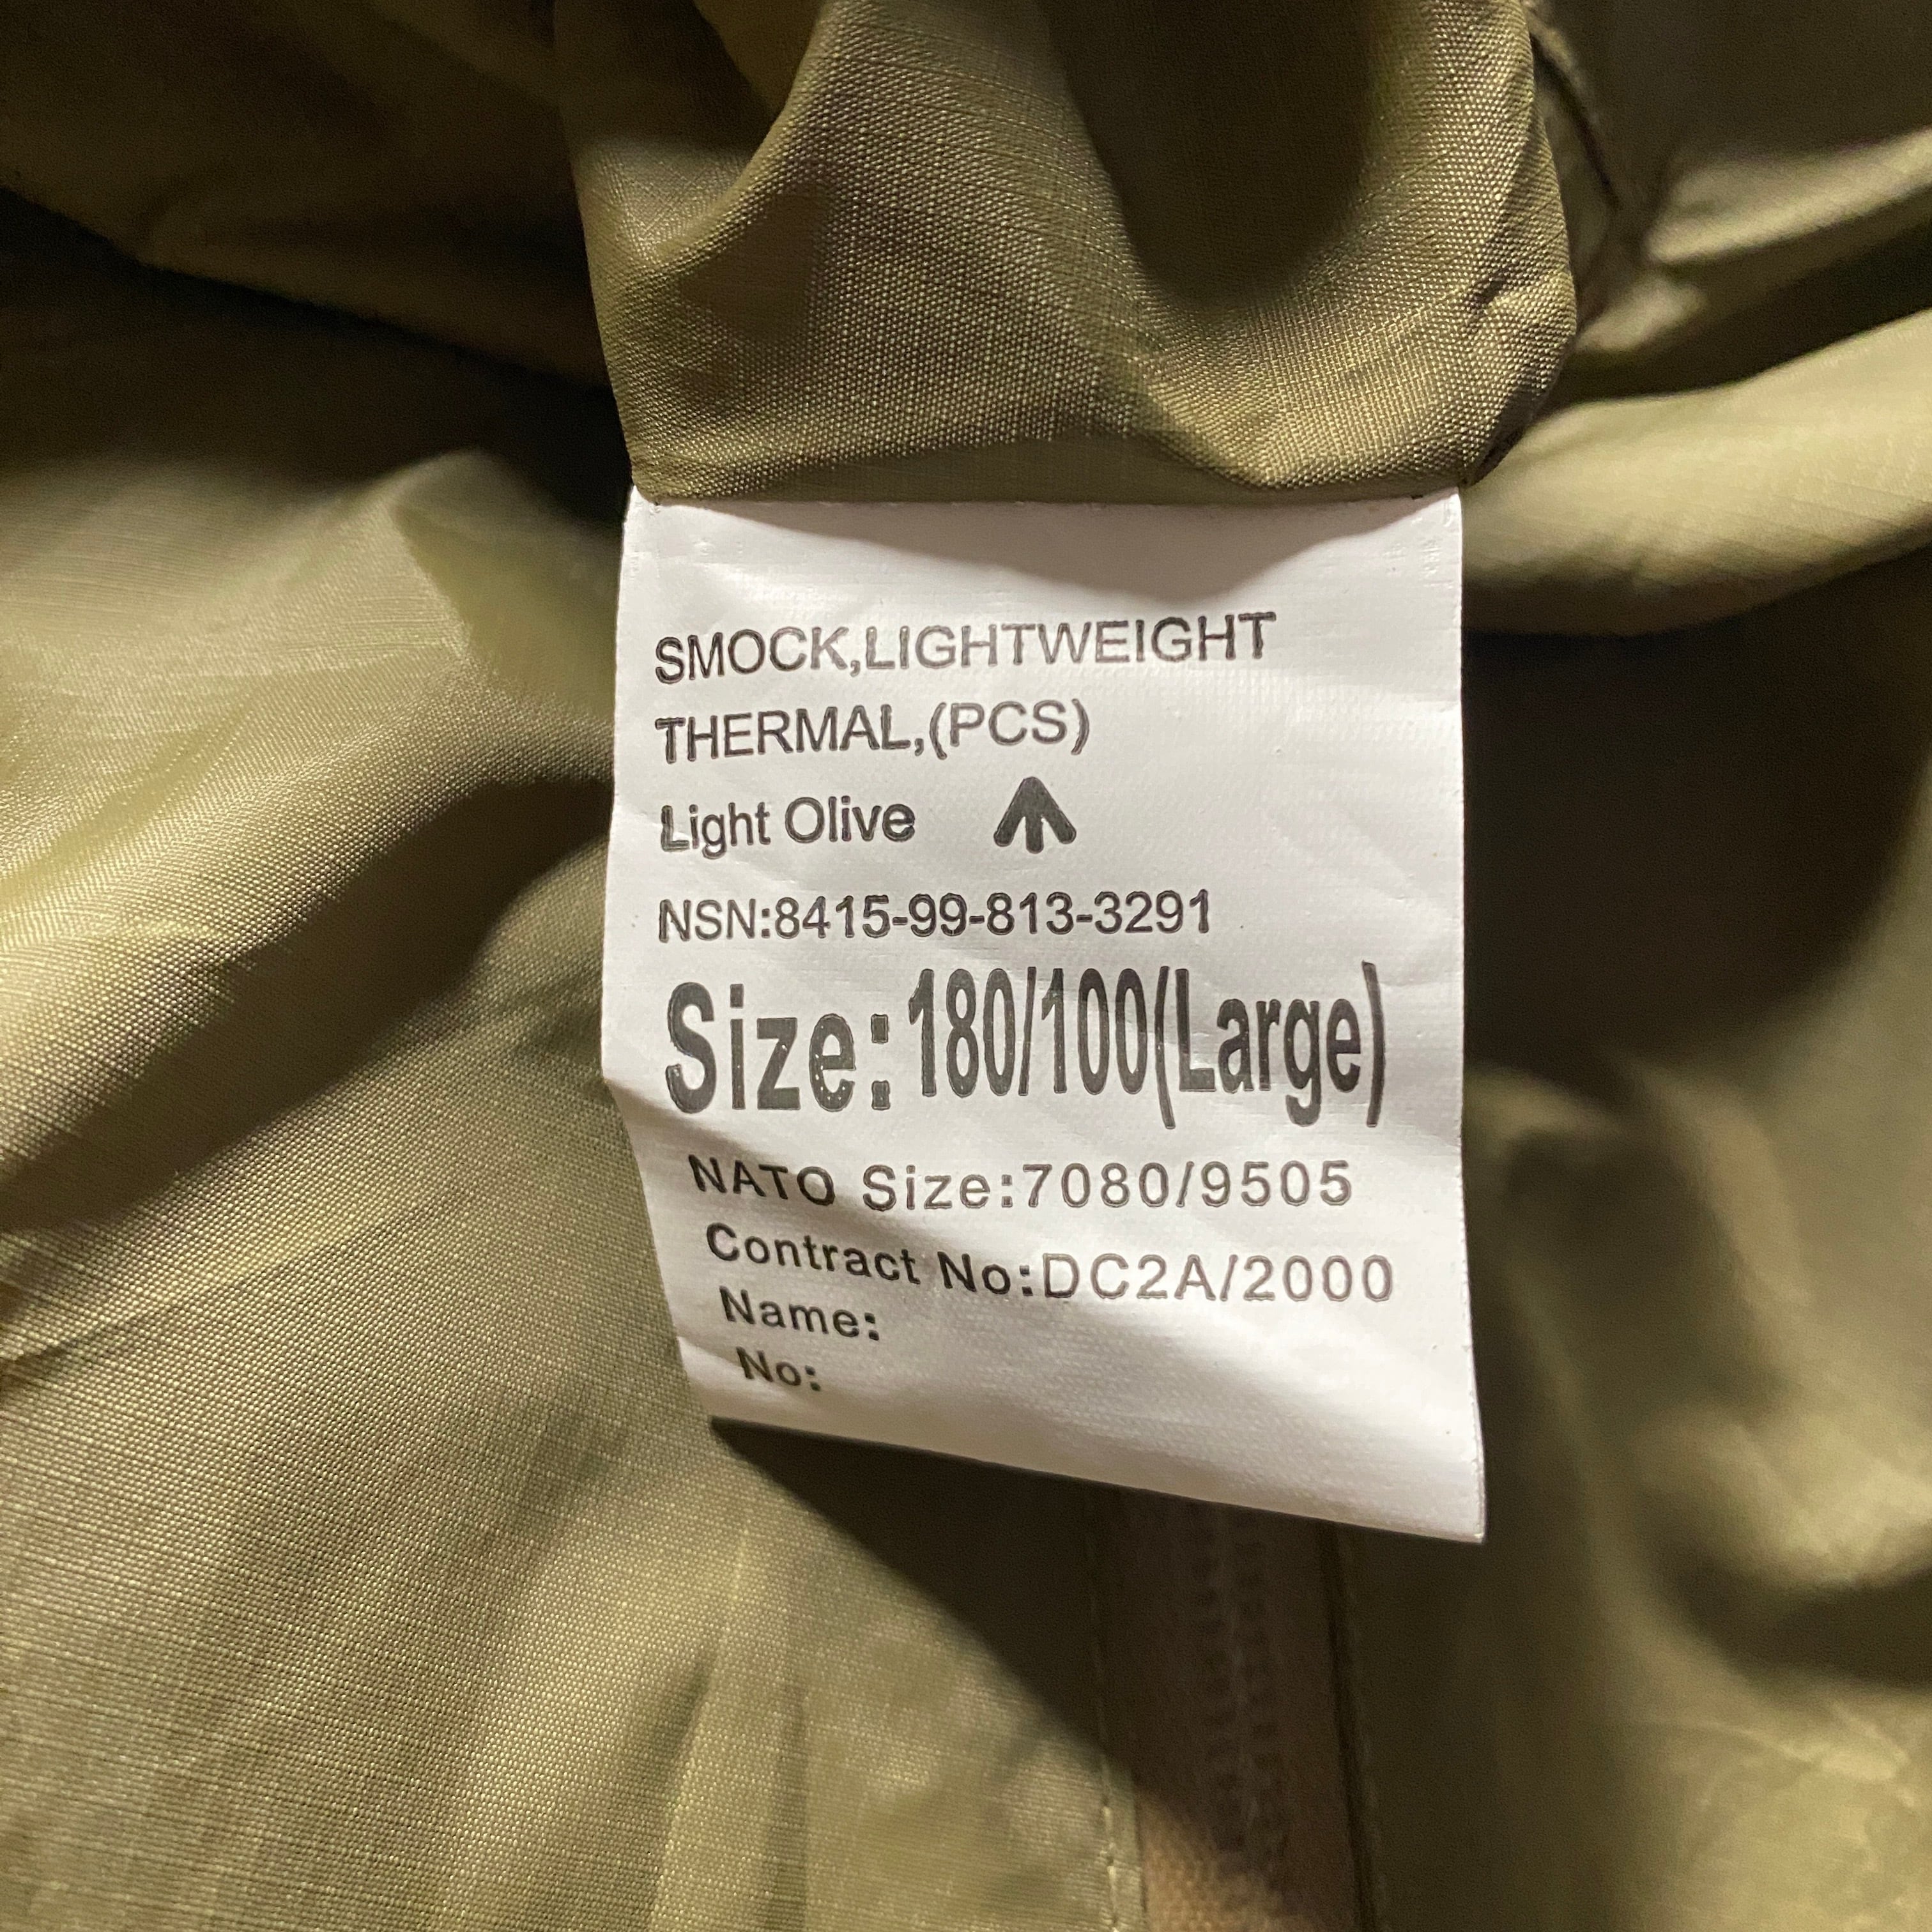 SMOCK,LIGHTWEIGHT
THERMAL,(PCS)
Light Olive
NSN:8415-99-813-3291
Size:180/100(Large)
NATO Size:7080/9505
Contract No:DC2A/2000
Name:
No: